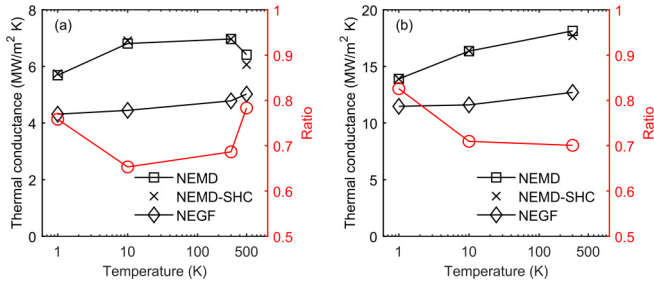 (a)
Thermal conductance (MW/m² K)
8
6
4
2
0
NEMD
NEMD-SHC
NEGF
1
10
100
500
Temperature (K)
1
0.9
0.8
0.7
0.6
0.5
Ratio
(b)
Thermal conductance (MW/m² K)
20
15
10
5
0
NEMD
NEMD-SHC
NEGF
1
10
100
500
Temperature (K)
1
0.9
0.8
0.7
0.6
0.5
Ratio